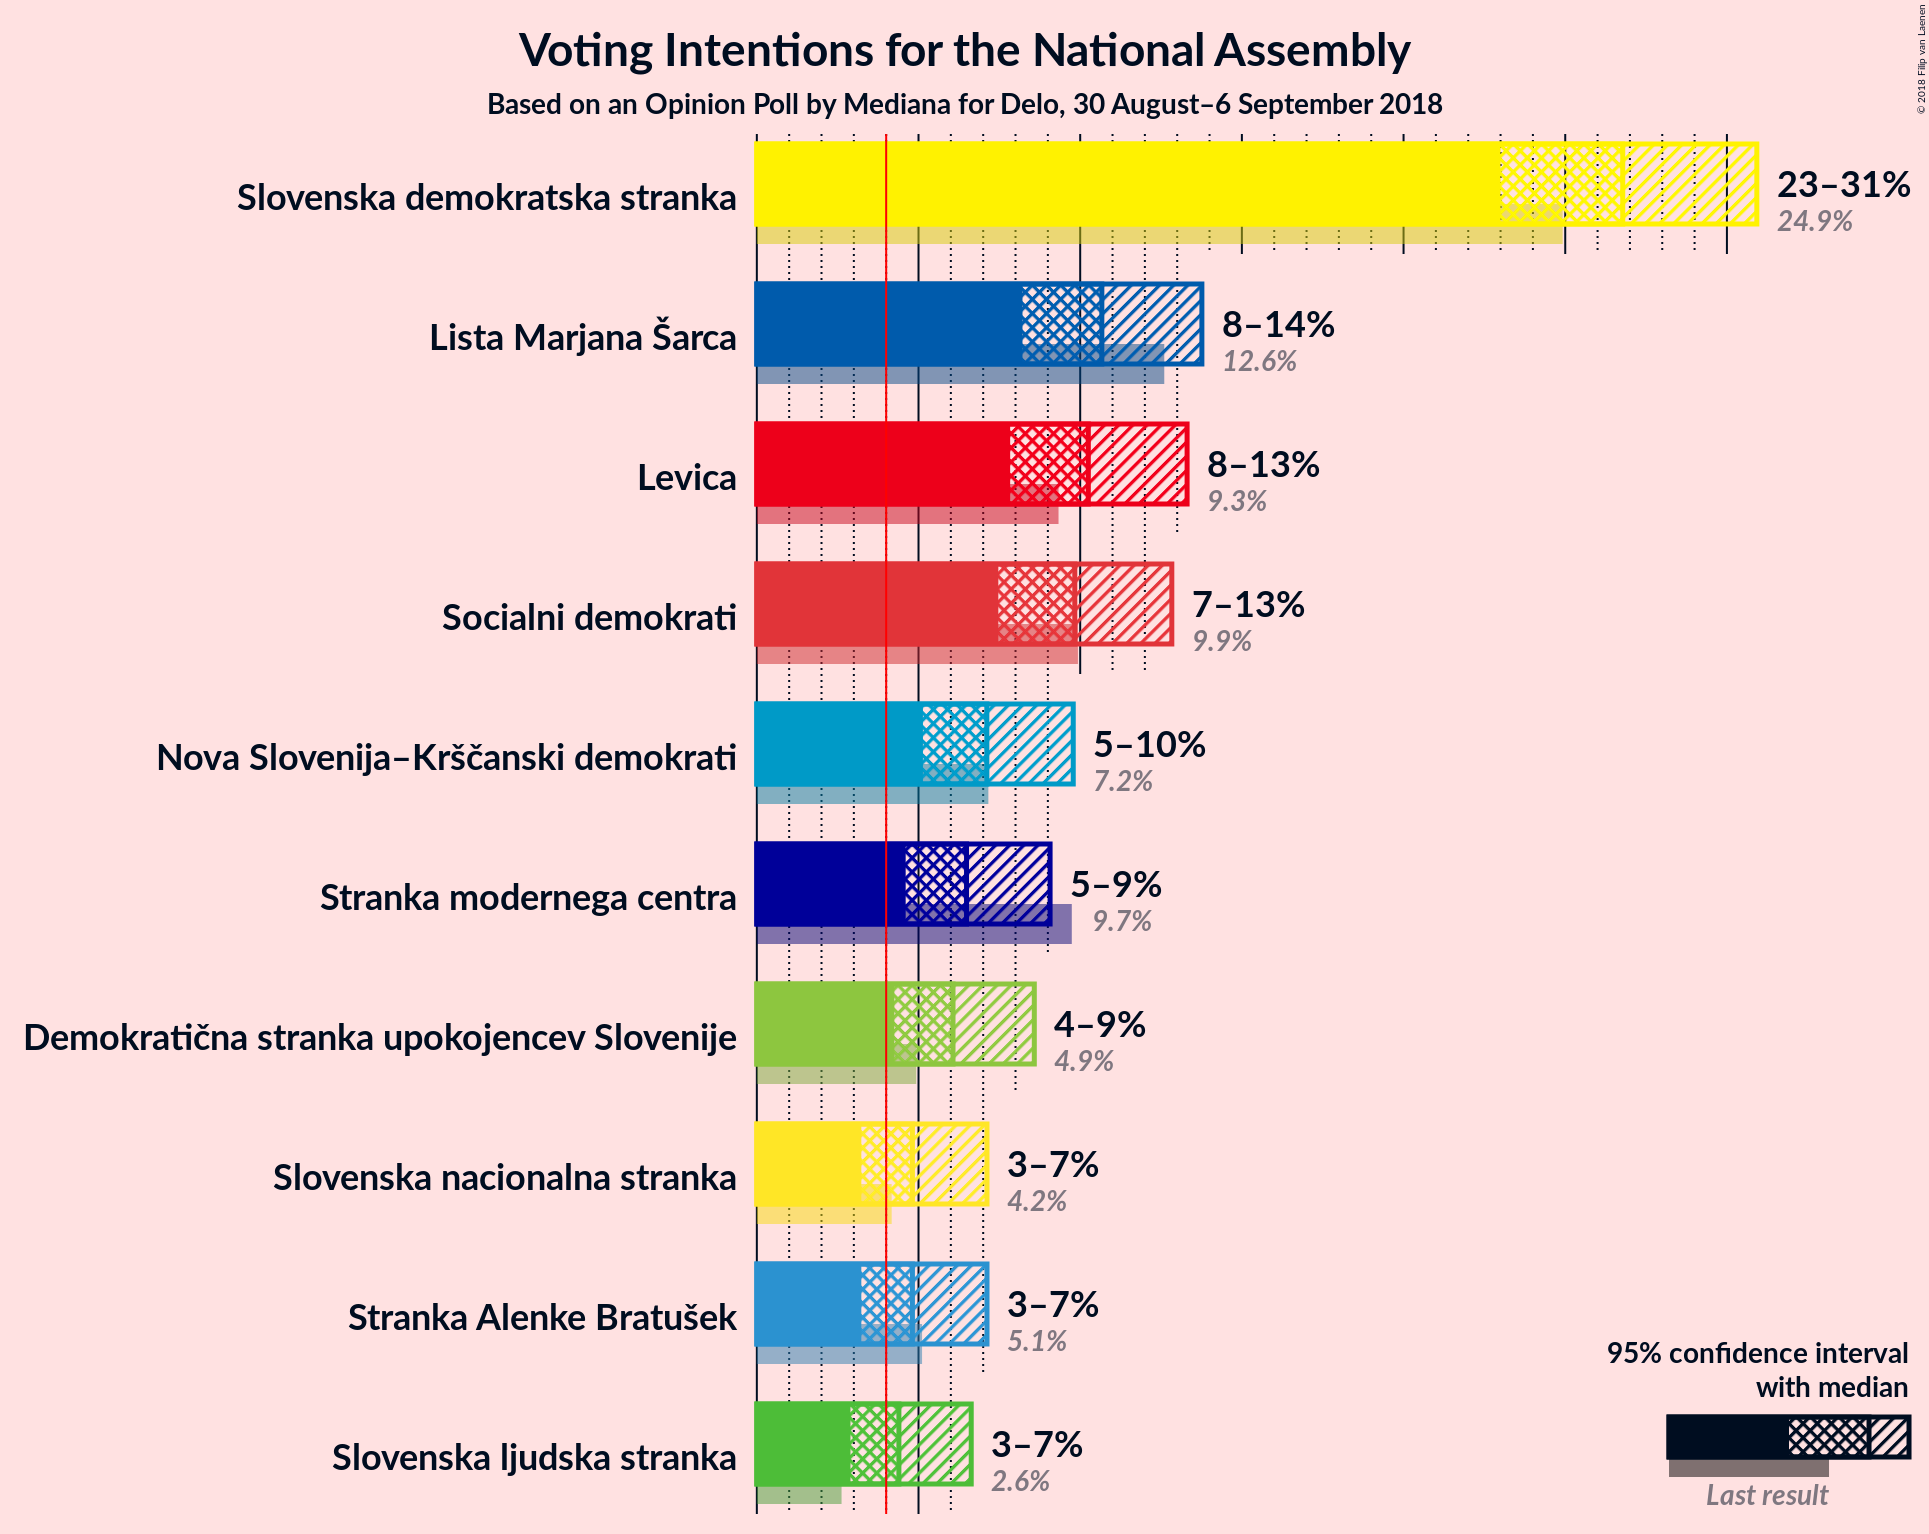 © 2018 Filip van Laenen
Voting Intentions for the National Assembly
Based on an Opinion Poll by Mediana for Delo, 30 August–6 September 2018
Slovenska demokratska stranka
23–31%
24.9%
Lista Marjana Šarca
8–14%
12.6%
Levica
8–13%
9.3%
Socialni demokrati
7–13%
9.9%
Nova Slovenija–Krščanski demokrati
5–10%
7.2%
Stranka modernega centra
5–9%
9.7%
Demokratična stranka upokojencev Slovenije
4–9%
4.9%
Slovenska nacionalna stranka
3–7%
4.2%
Stranka Alenke Bratušek
3–7%
5.1%
Slovenska ljudska stranka
3–7%
2.6%
95% confidence interval
with median
Last result